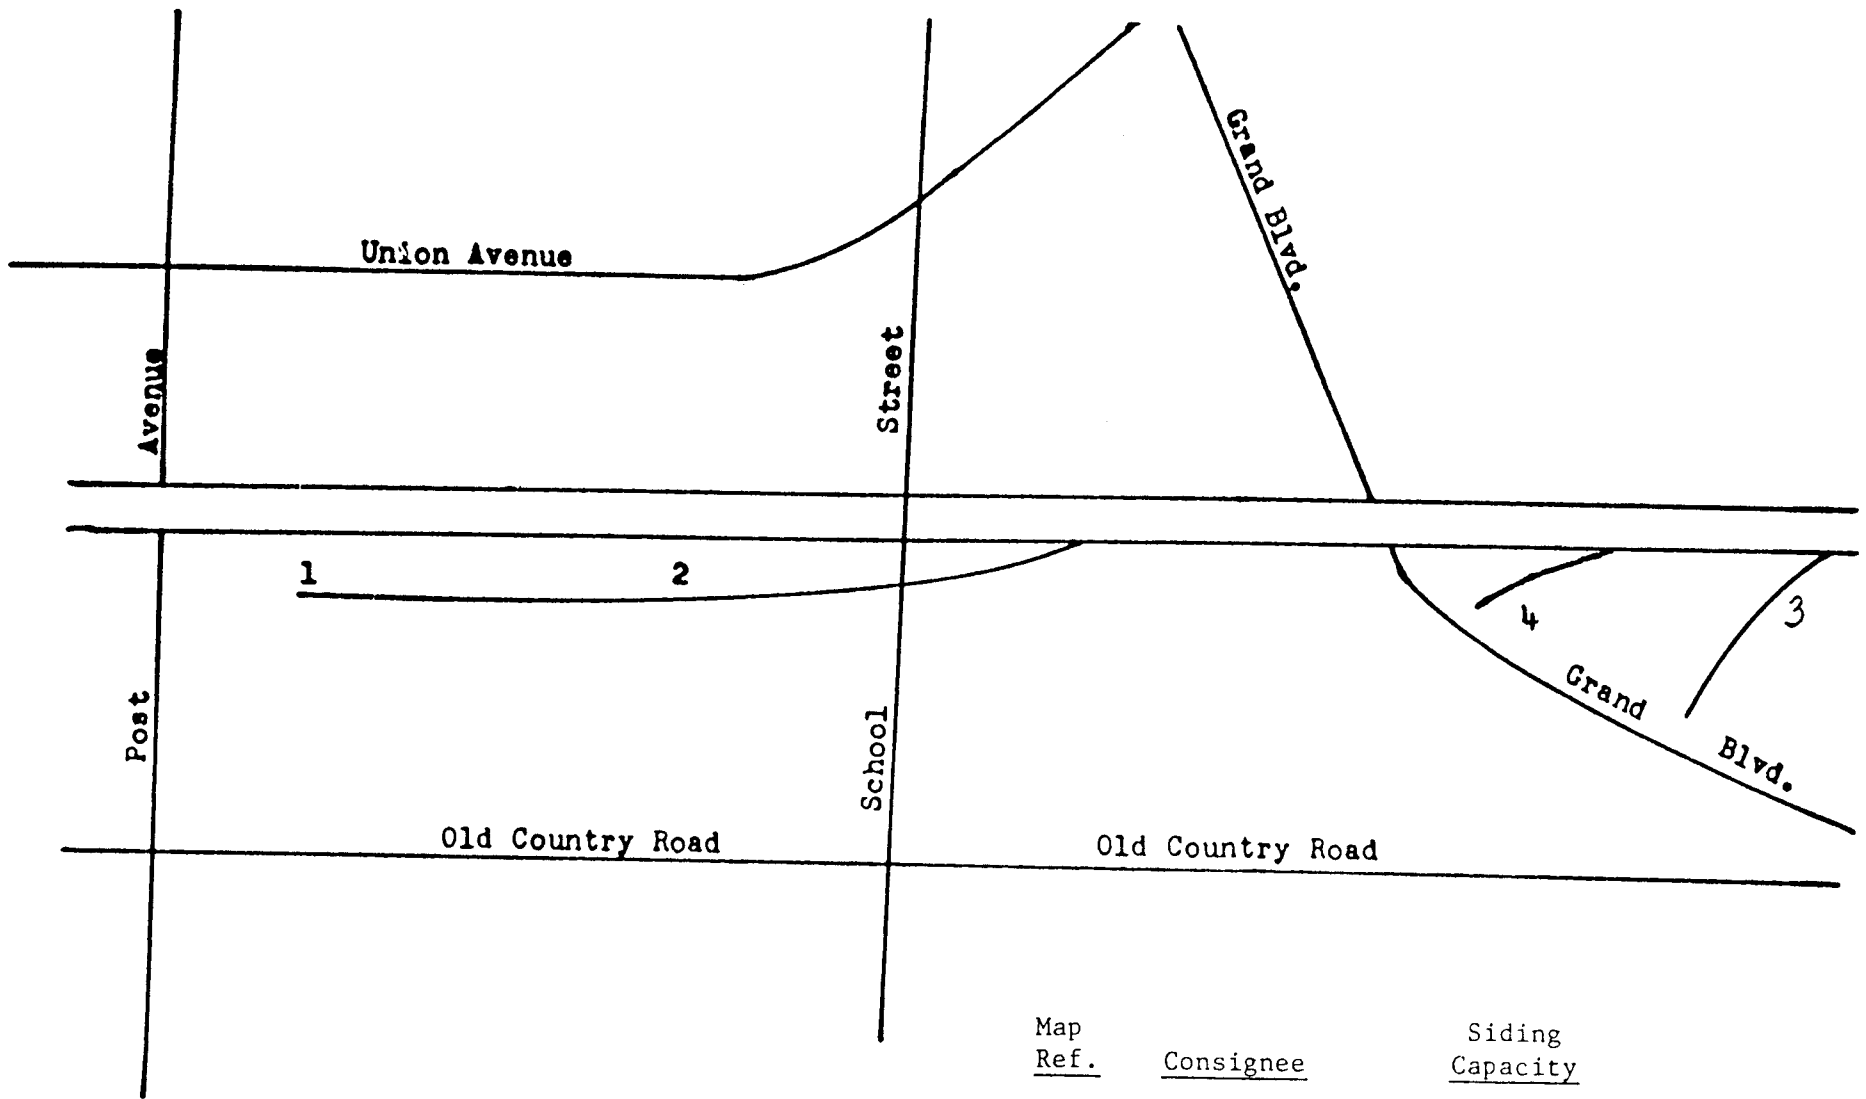 Grand Blvd.
Union Avenue
Avenue
Street
1
2
3
4
Post
School
Grand
Blvd.
Old Country Road
Old Country Road
Map
Ref.
Consignee
Siding
Capacity